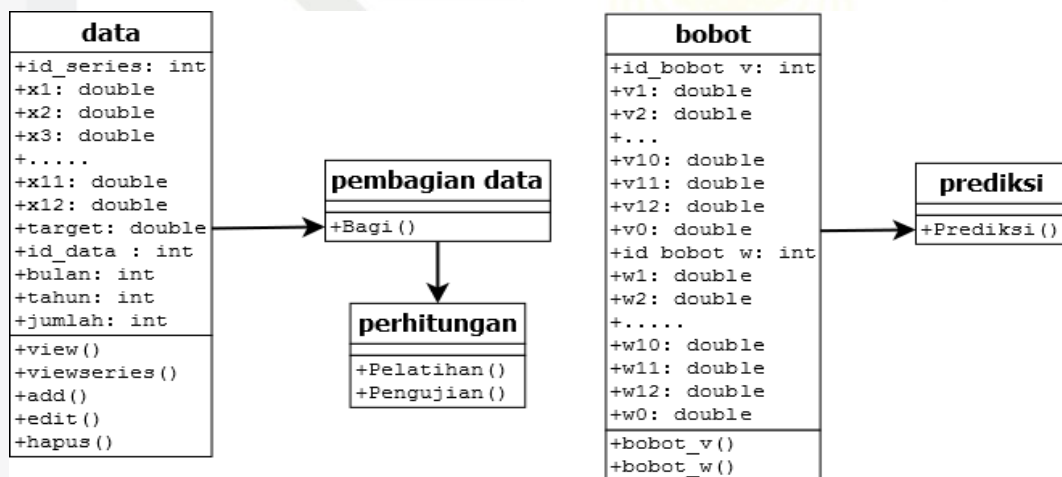 data
+id_series: int
+x1: double
+x2: double
+x3: double
+.....
+x11: double
+x12: double
+target: double
+id_data : int
+bulan: int
+tahun: int
+jumlah: int
+view()
+viewseries()
+add()
+edit()
+hapus()
pembagian data
+Bagi()
perhitungan
+Pelatihan()
+Pengujian()
bobot
+id_bobot v: int
+v1: double
+v2: double
+...
+v10: double
+v11: double
+v12: double
+v0: double
+id bobot w: int
+w1: double
+w2: double
+.....
+w10: double
+w11: double
+w12: double
+w0: double
+bobot_v()
+bobot_w()
prediksi
+Prediksi()